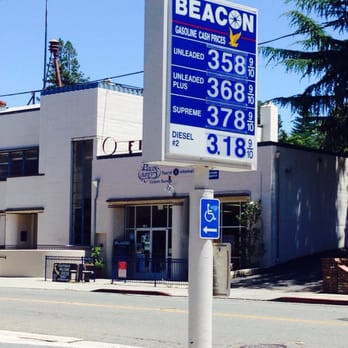 BEACON
GASOLINE CASH PRICES
UNLEADED 358 9/10
UNLEADED PLUS 368 9/10
SUPREME 378 9/10
DIESEL #2 3.18 9/10